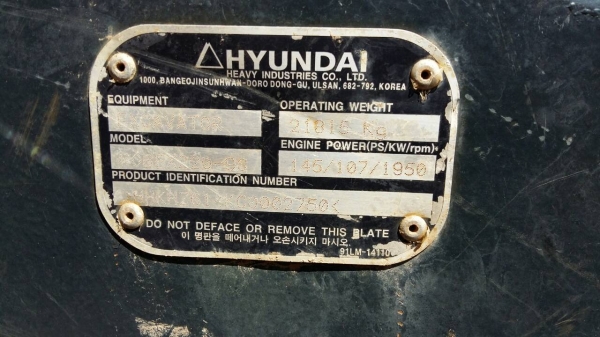 HYUNDAI
HEAVY INDUSTRIES CO., LTD.
1000, BANGEOJINSUNHWAN-DORO DONG-GU, ULSAN, 682-792, KOREA
EQUIPMENT
OPERATING WEIGHT
Kg
MODEL
ENGINE POWER(PS/KW/rpm)
145/107/1950
PRODUCT IDENTIFICATION NUMBER
DO NOT DEFACE OR REMOVE THIS PLATE
이 명판을 떼어내거나 오손시키지 마시오.
91LM-14110